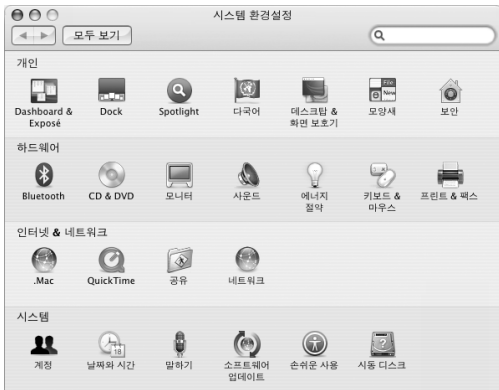 시스템 환경설정
모두 보기
개인
Dashboard & Exposé
Dock
Spotlight
다국어
데스크탑 & 화면 보호기
File
New
모양새
보안
하드웨어
Bluetooth
CD & DVD
모니터
사운드
에너지 절약
키보드 & 마우스
프린트 & 팩스
인터넷 & 네트워크
.Mac
QuickTime
공유
네트워크
시스템
계정
18
날짜와 시간
말하기
소프트웨어 업데이트
손쉬운 사용
?
시동 디스크